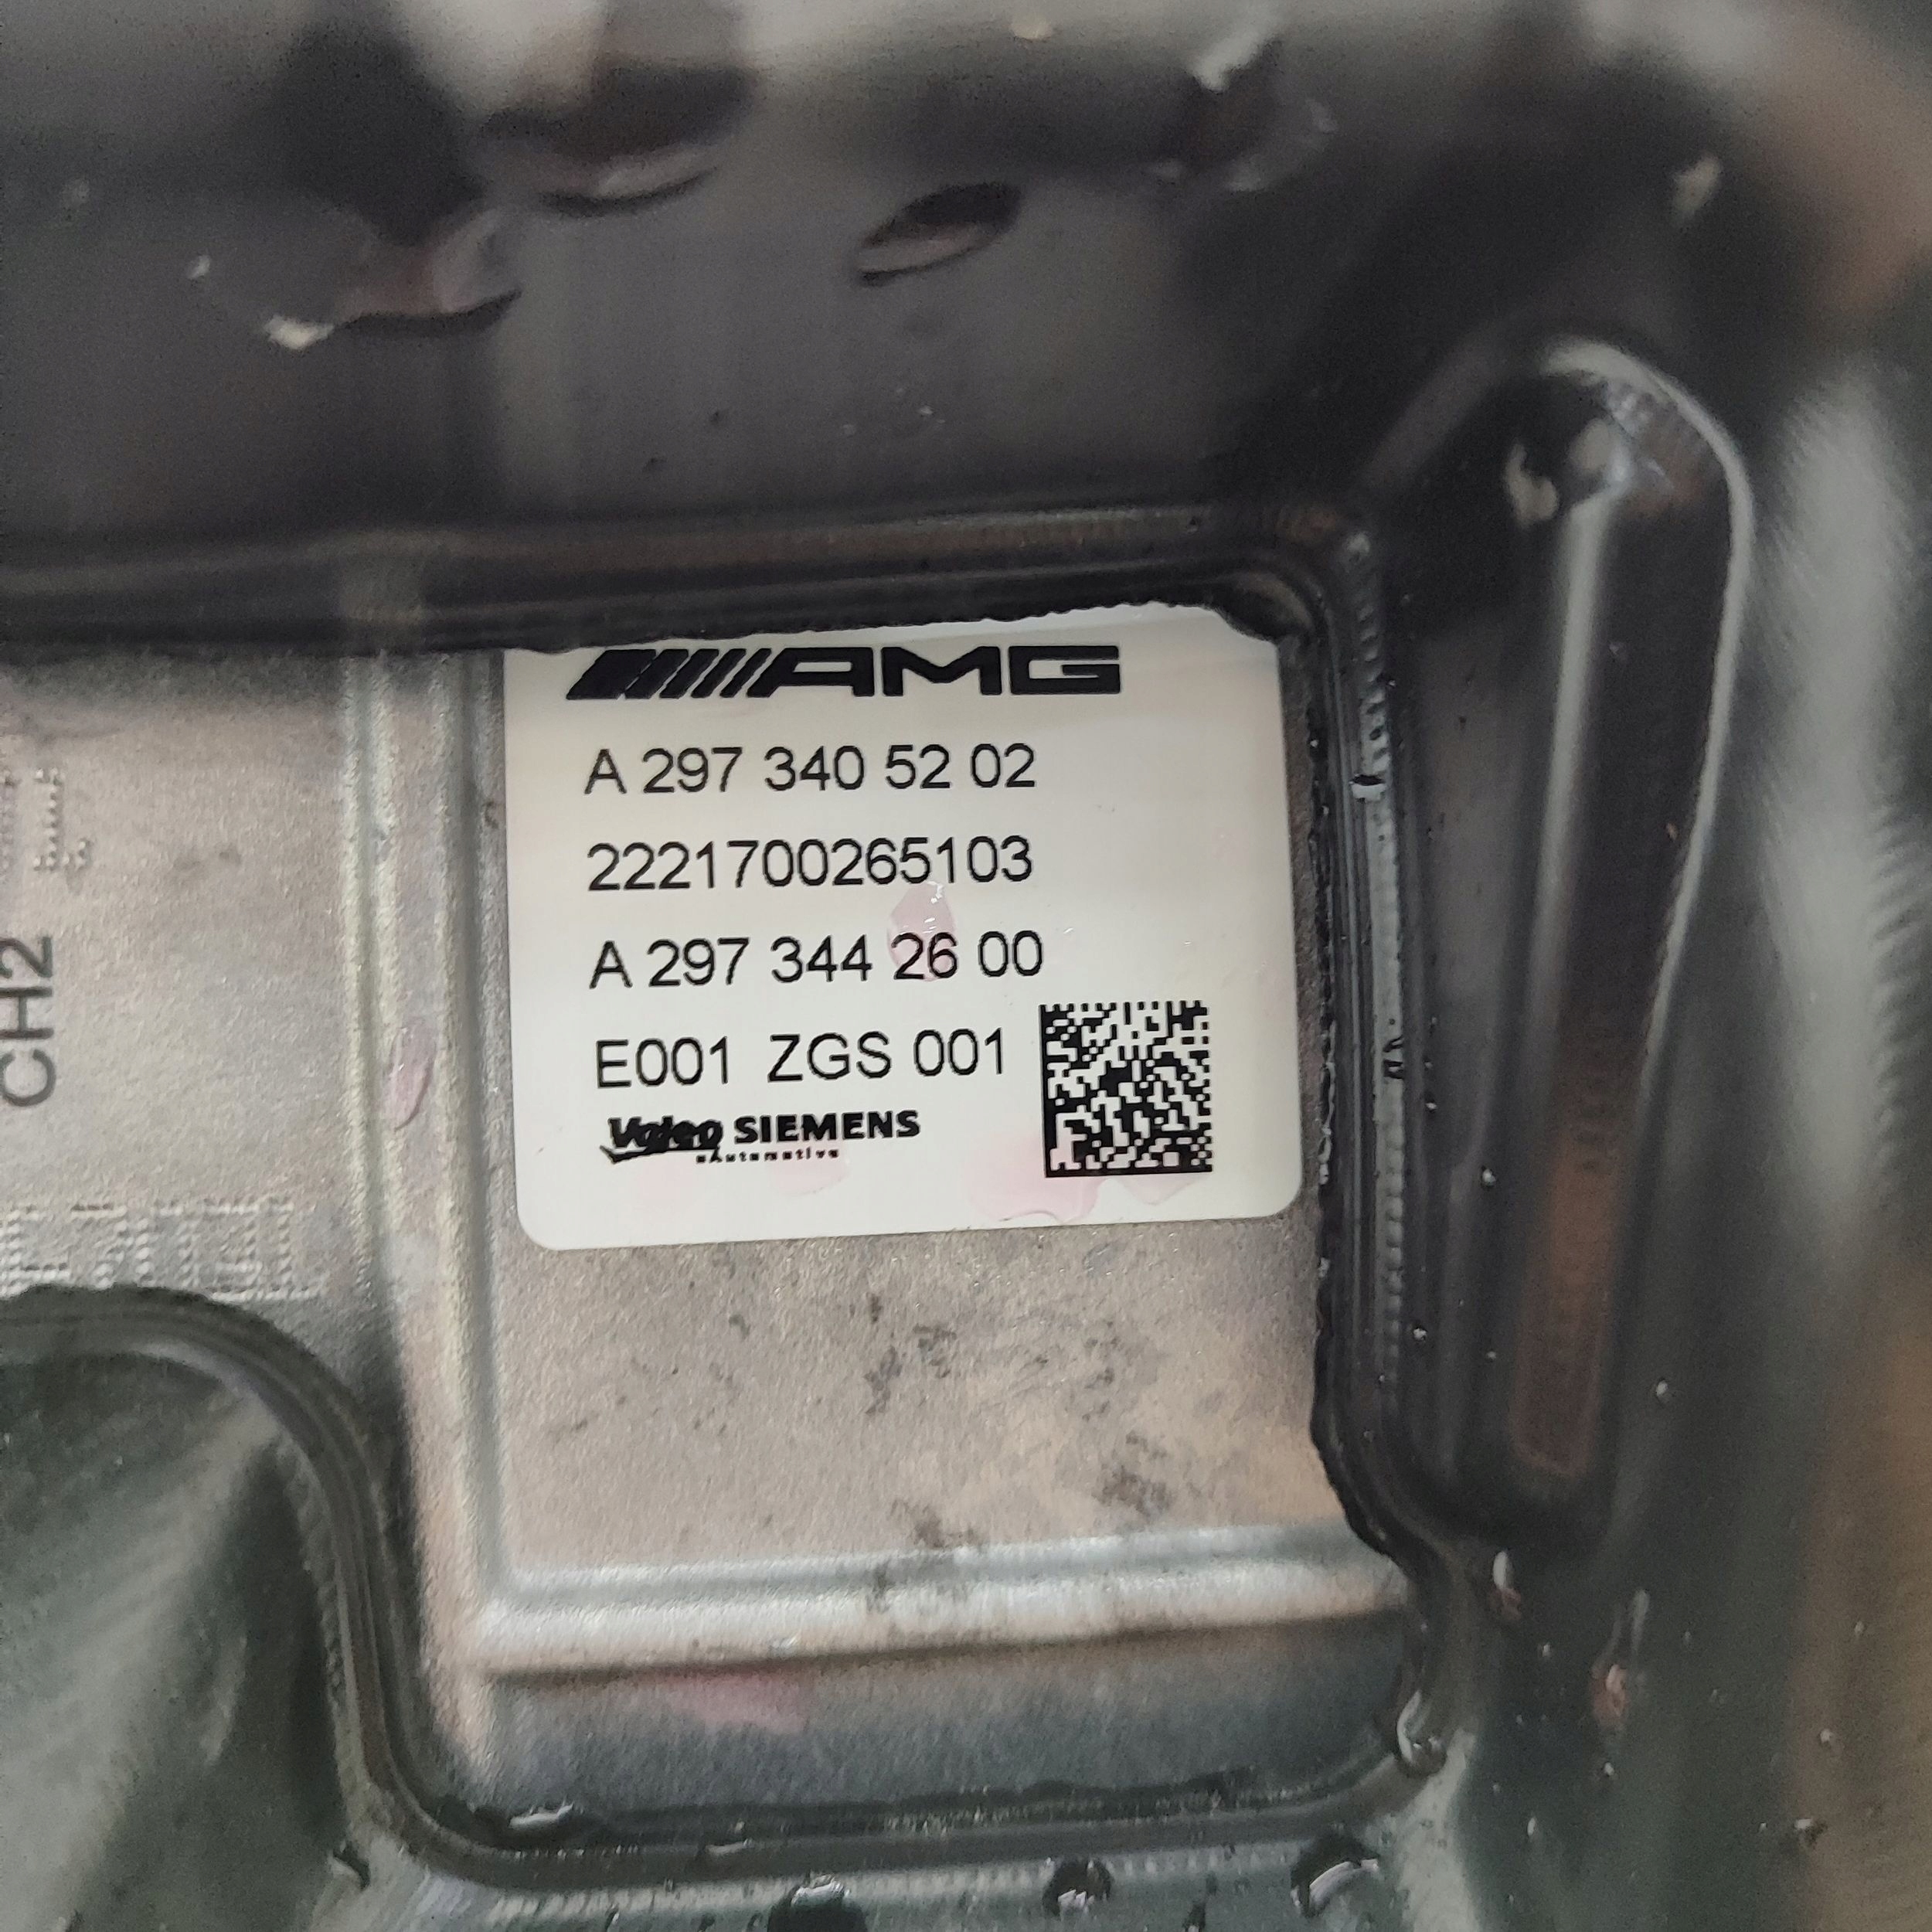 AMG
A 297 340 52 02
2221700265103
A 297 344 26 00
E001 ZGS 001
Valeo SIEMENS
eAutomotive
CH2